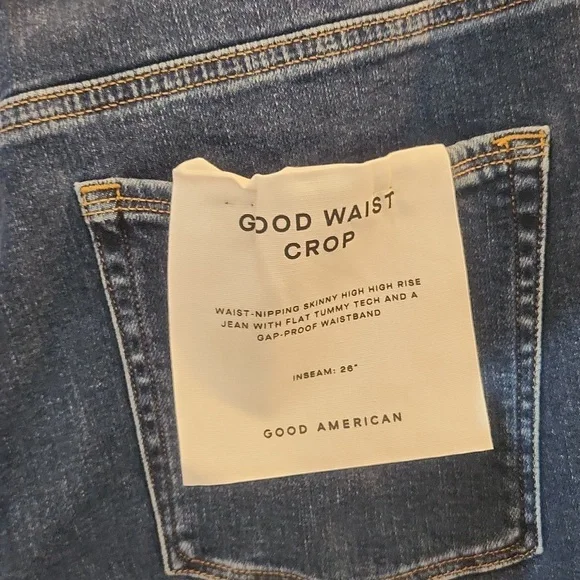 GOOD WAIST
CROP
WAIST-NIPPING SKINNY HIGH HIGH RISE
JEAN WITH FLAT TUMMY TECH AND A
GAP-PROOF WAISTBAND
INSEAM: 26"
GOOD AMERICAN